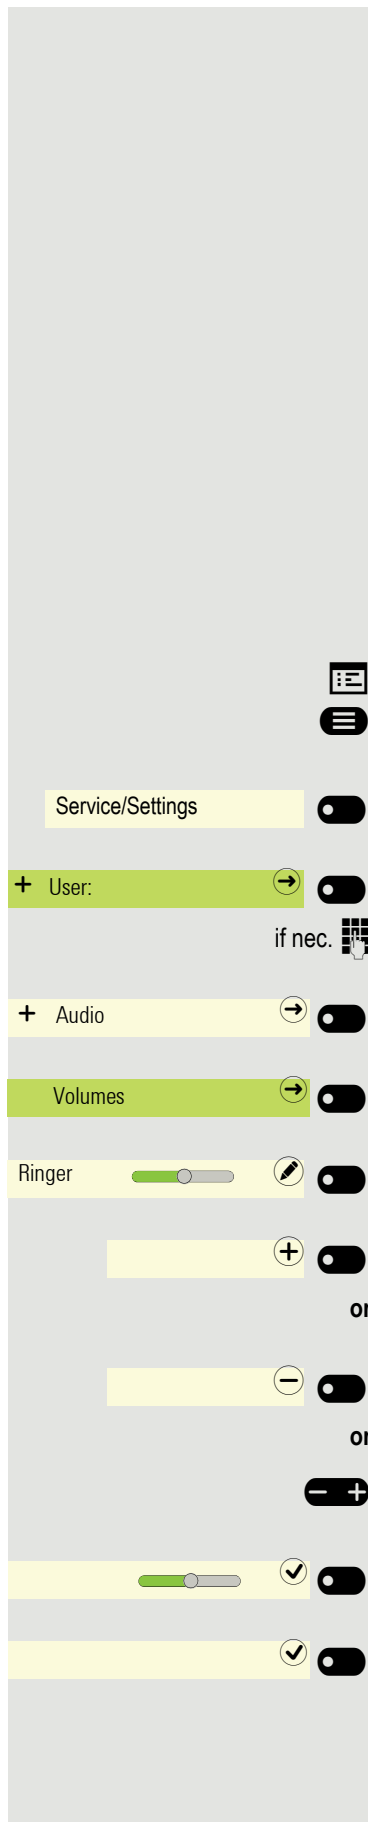 Service/Settings
+ User:
if nec.
+ Audio
Volumes
Ringer
or
or